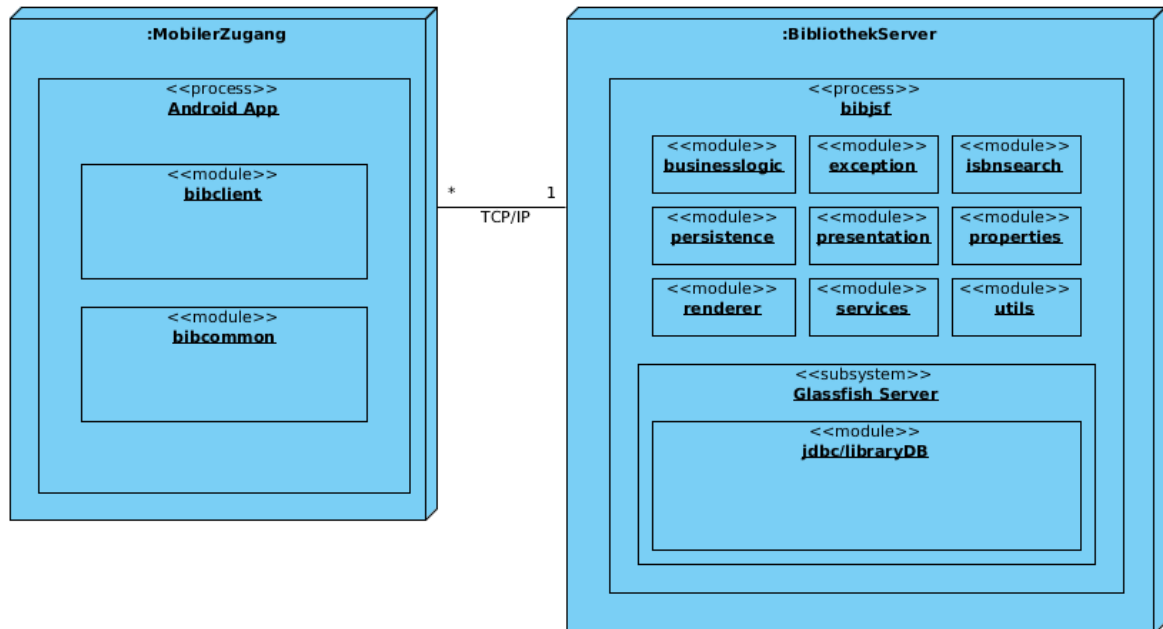 :MobilerZugang
<<process>>
Android App
<<module>>
bibclient
<<module>>
bibcommon
*
1
TCP/IP
:BibliothekServer
<<process>>
bibjsf
<<module>>
businesslogic
<<module>>
exception
<<module>>
isbnsearch
<<module>>
persistence
<<module>>
presentation
<<module>>
properties
<<module>>
renderer
<<module>>
services
<<module>>
utils
<<subsystem>>
Glassfish Server
<<module>>
jdbc/libraryDB